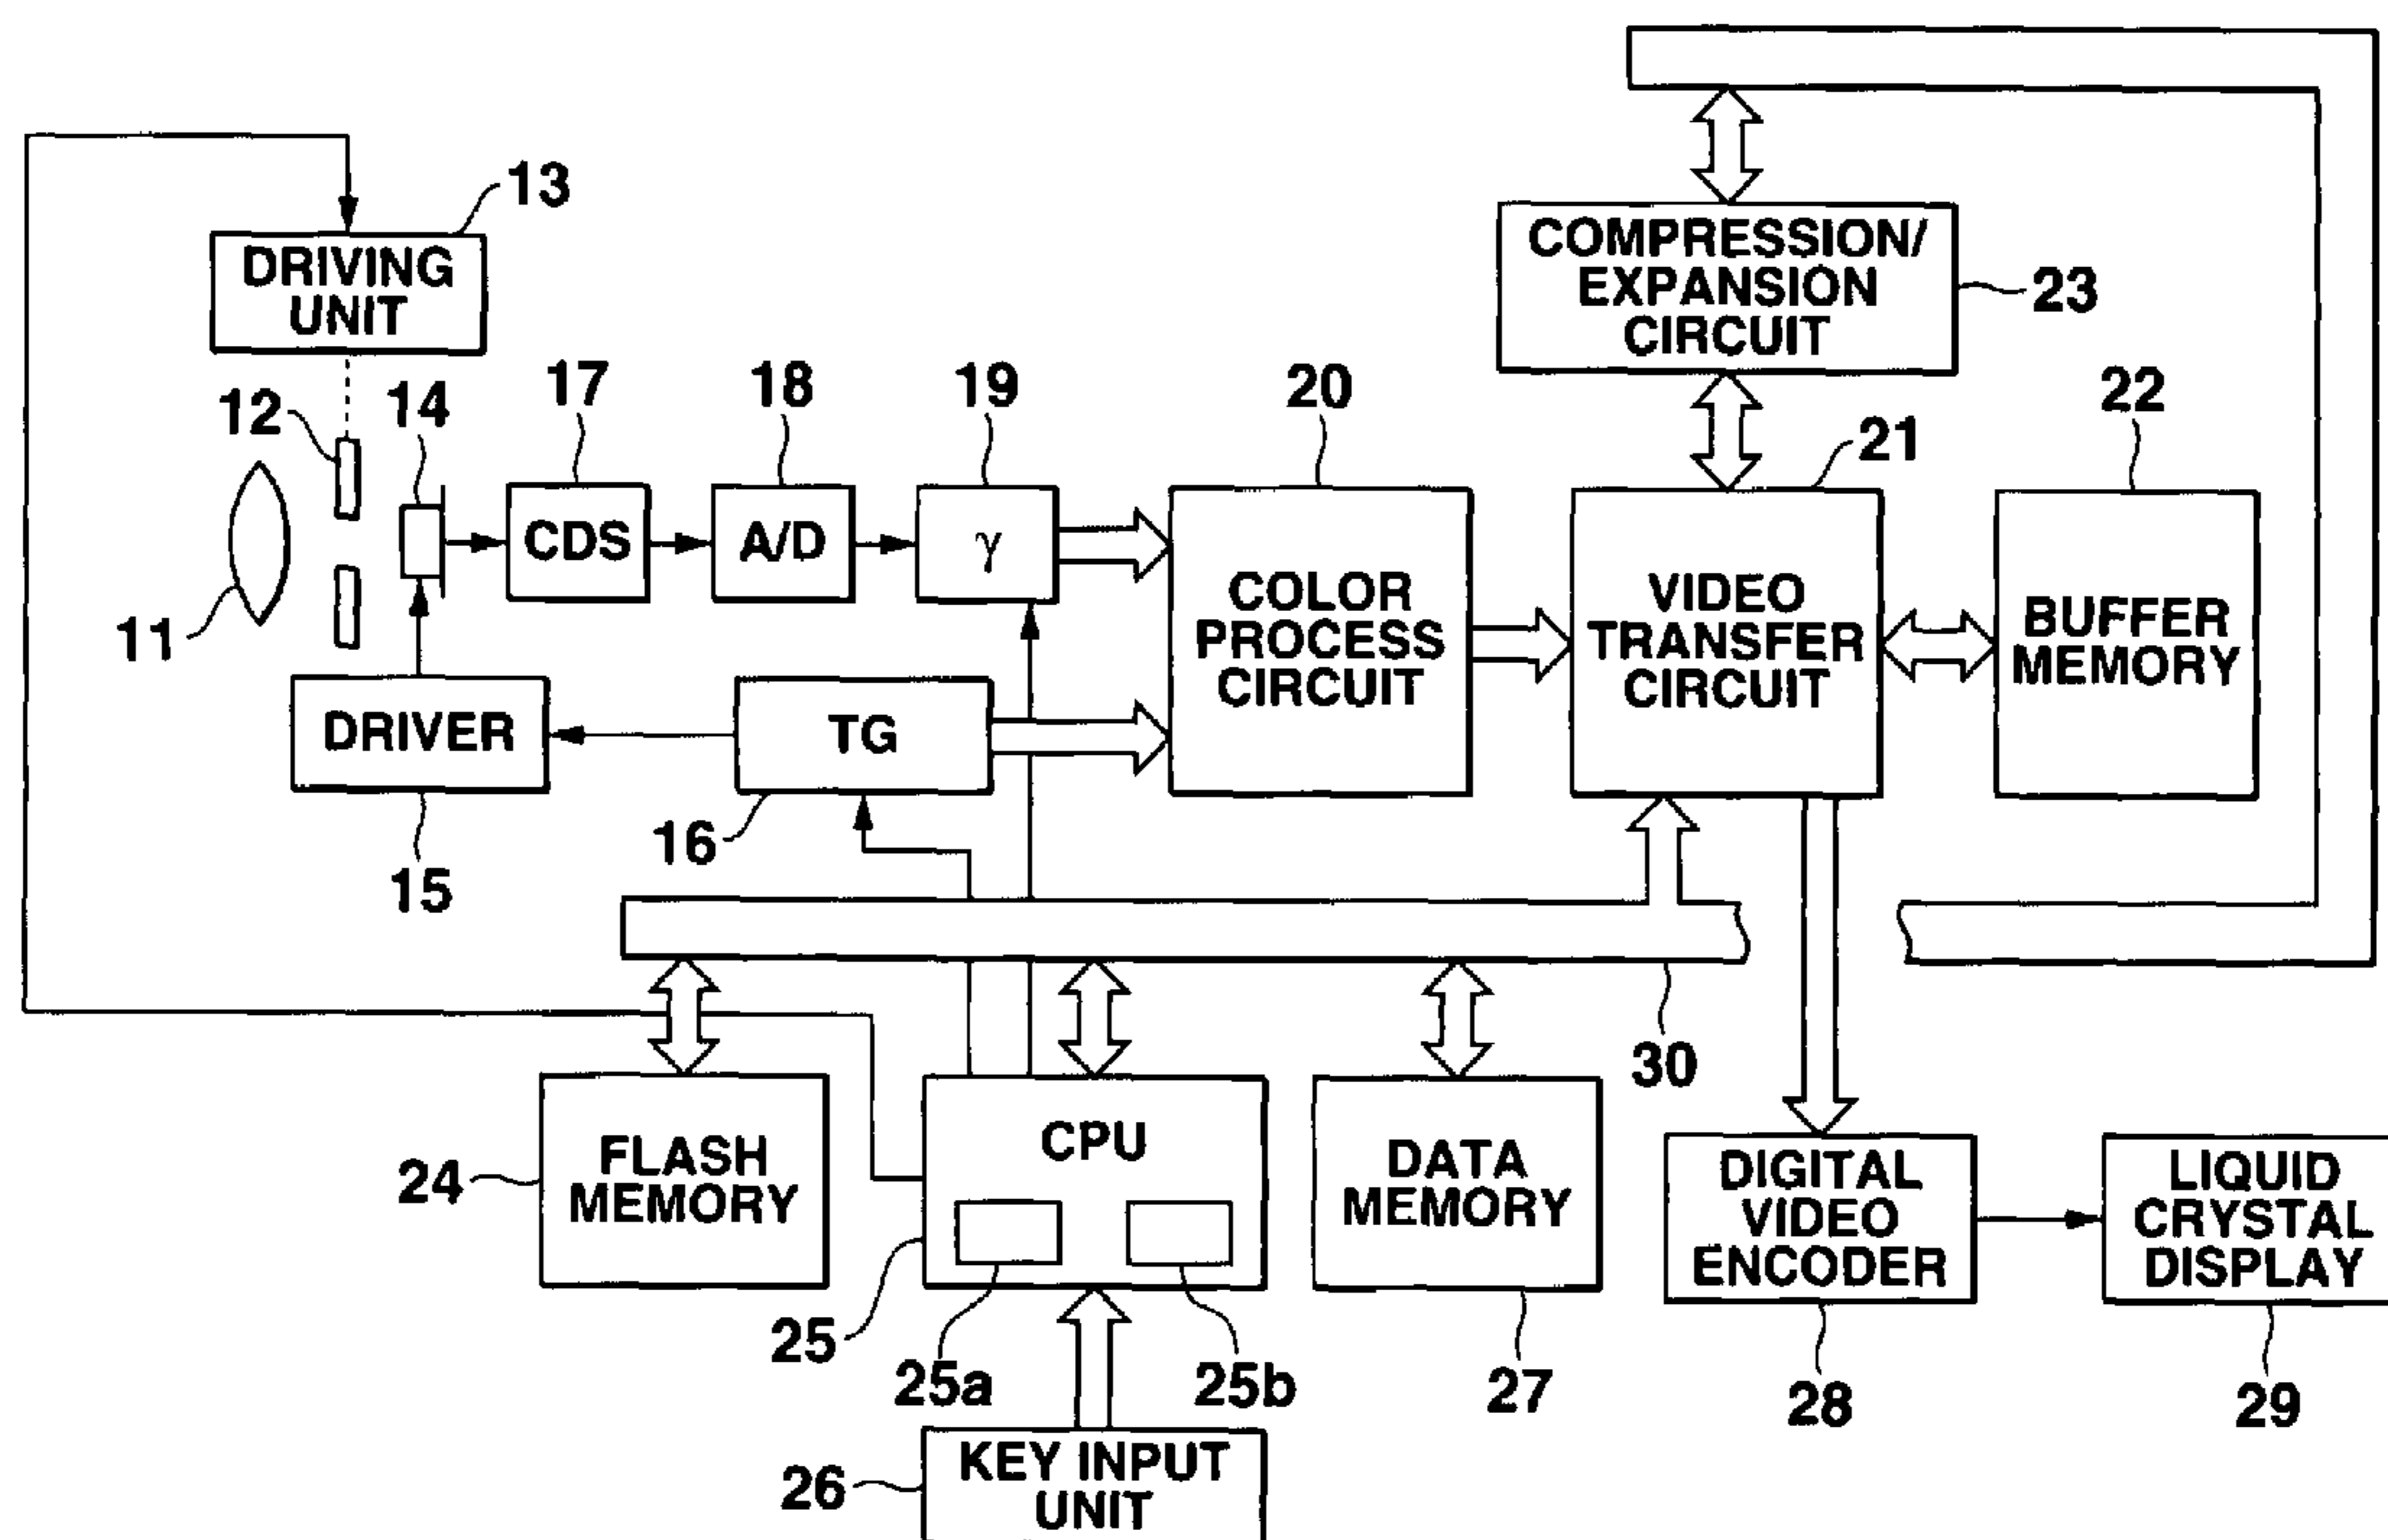 13
DRIVING
UNIT
COMPRESSION/
EXPANSION
CIRCUIT
23
12
14
17
18
19
20
21
22
CDS
A/D
γ
COLOR
PROCESS
CIRCUIT
VIDEO
TRANSFER
CIRCUIT
BUFFER
MEMORY
11
DRIVER
TG
16
15
30
FLASH
MEMORY
24
CPU
DATA
MEMORY
DIGITAL
VIDEO
ENCODER
LIQUID
CRYSTAL
DISPLAY
25
25a
25b
27
28
29
26
KEY INPUT
UNIT